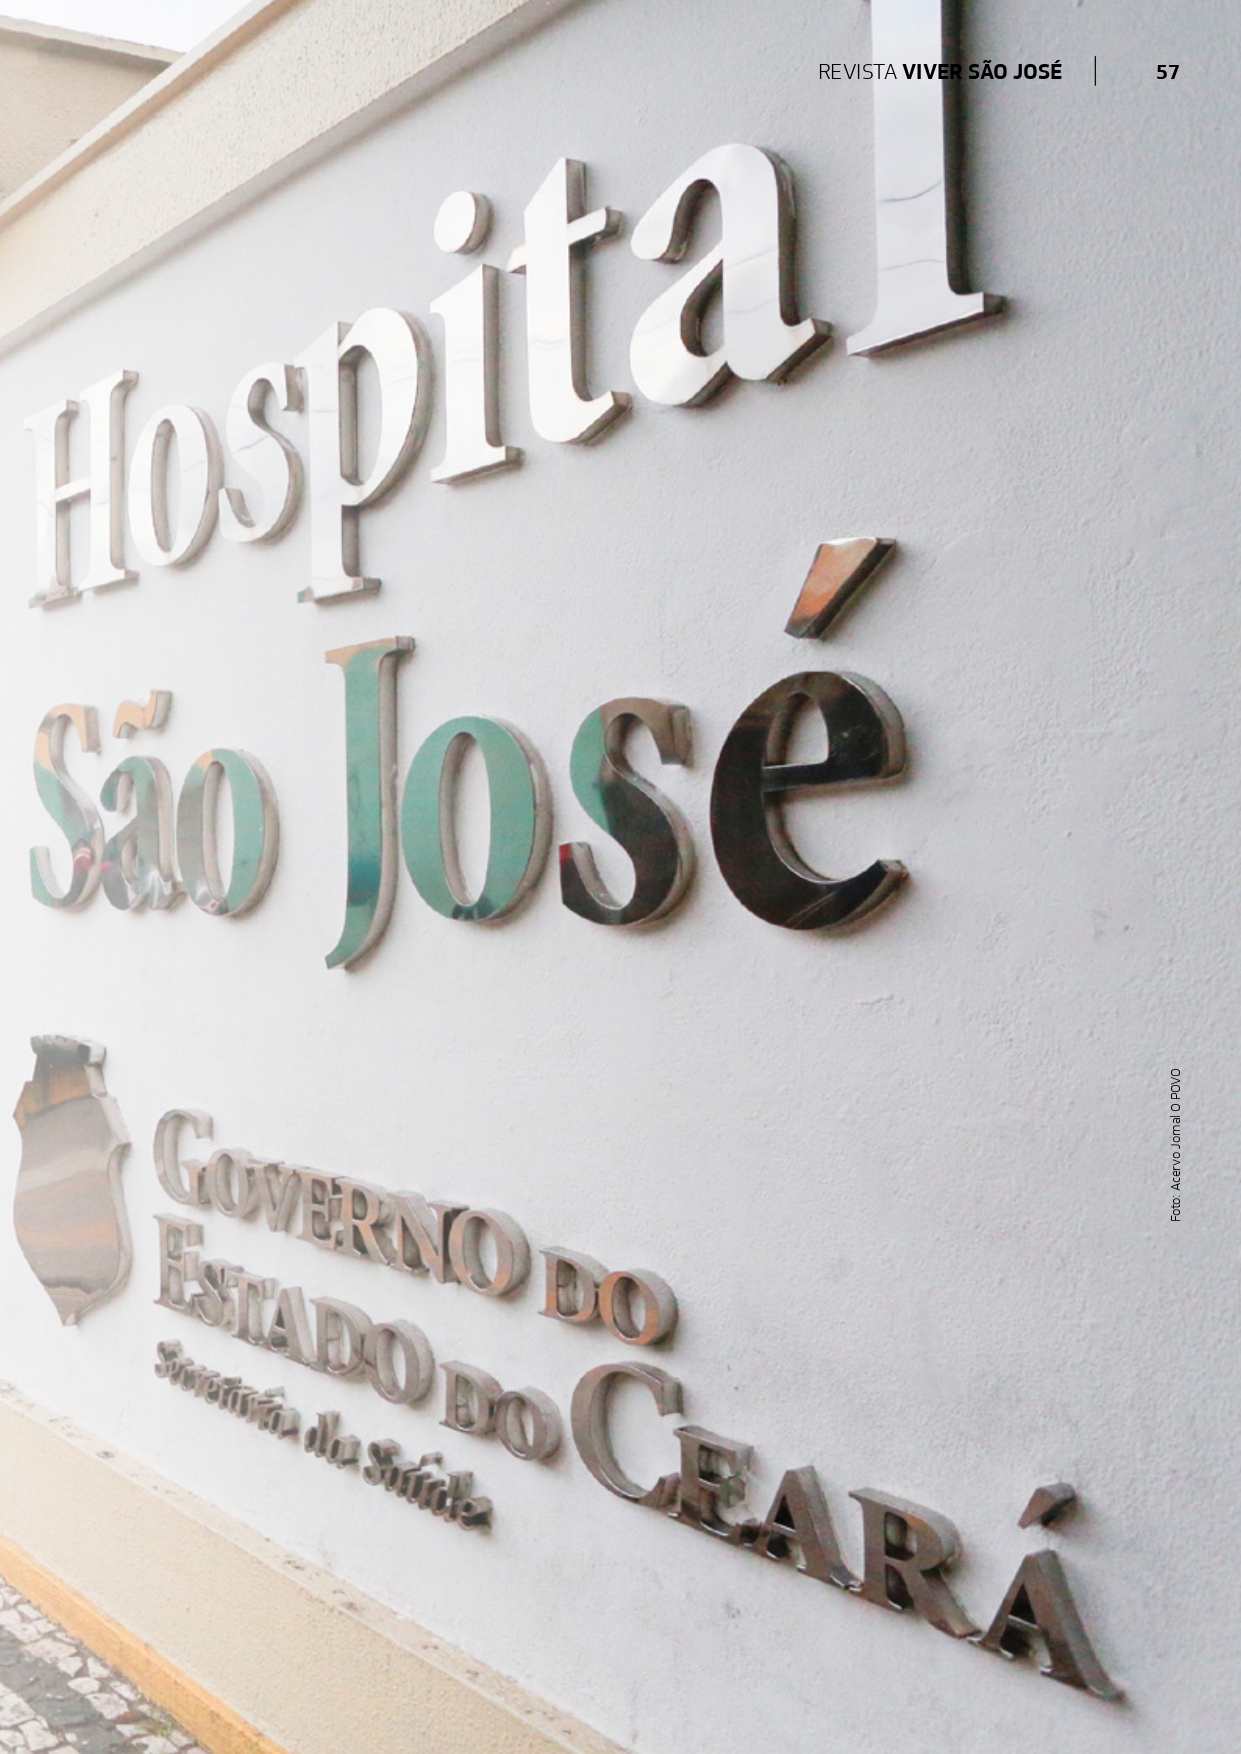 REVISTA VIVER SÃO JOSÉ | 57
Hospital
São José
GOVERNO DO
ESTADO DO CEARÁ
Secretaria da Saúde
Foto: Acervo Jornal O POVO